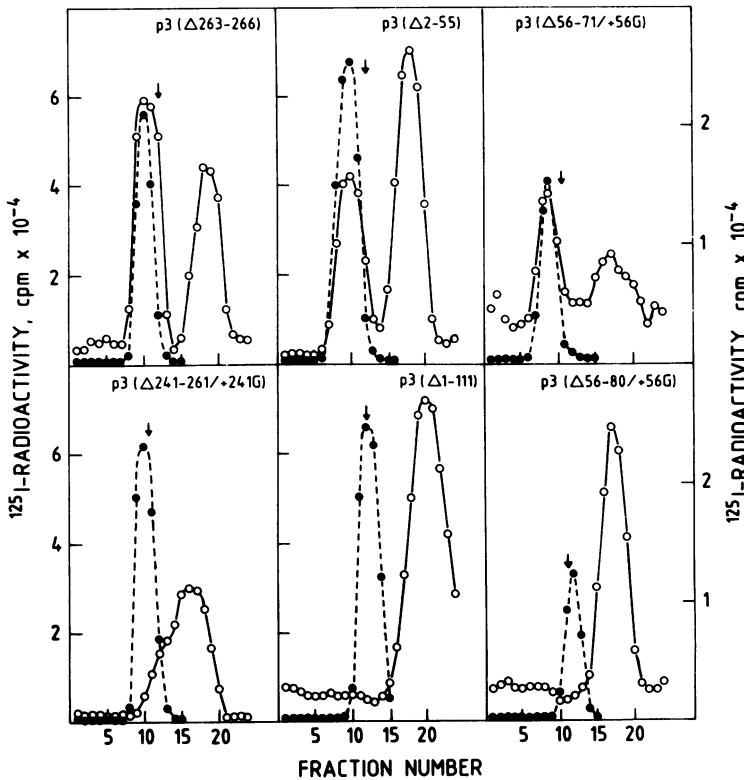 p3 (Δ263-266)
p3 (Δ2-55)
p3 (Δ56-71/+56G)
6
4
2
2
1
p3 (Δ241-261/+241G)
p3 (Δ1-111)
p3 (Δ56-80/+56G)
6
4
2
2
1
5 10 15 20
5 10 15 20
5 10 15 20
125I-RADIOACTIVITY, cpm x 10-4
125I-RADIOACTIVITY, cpm x 10-4
FRACTION NUMBER